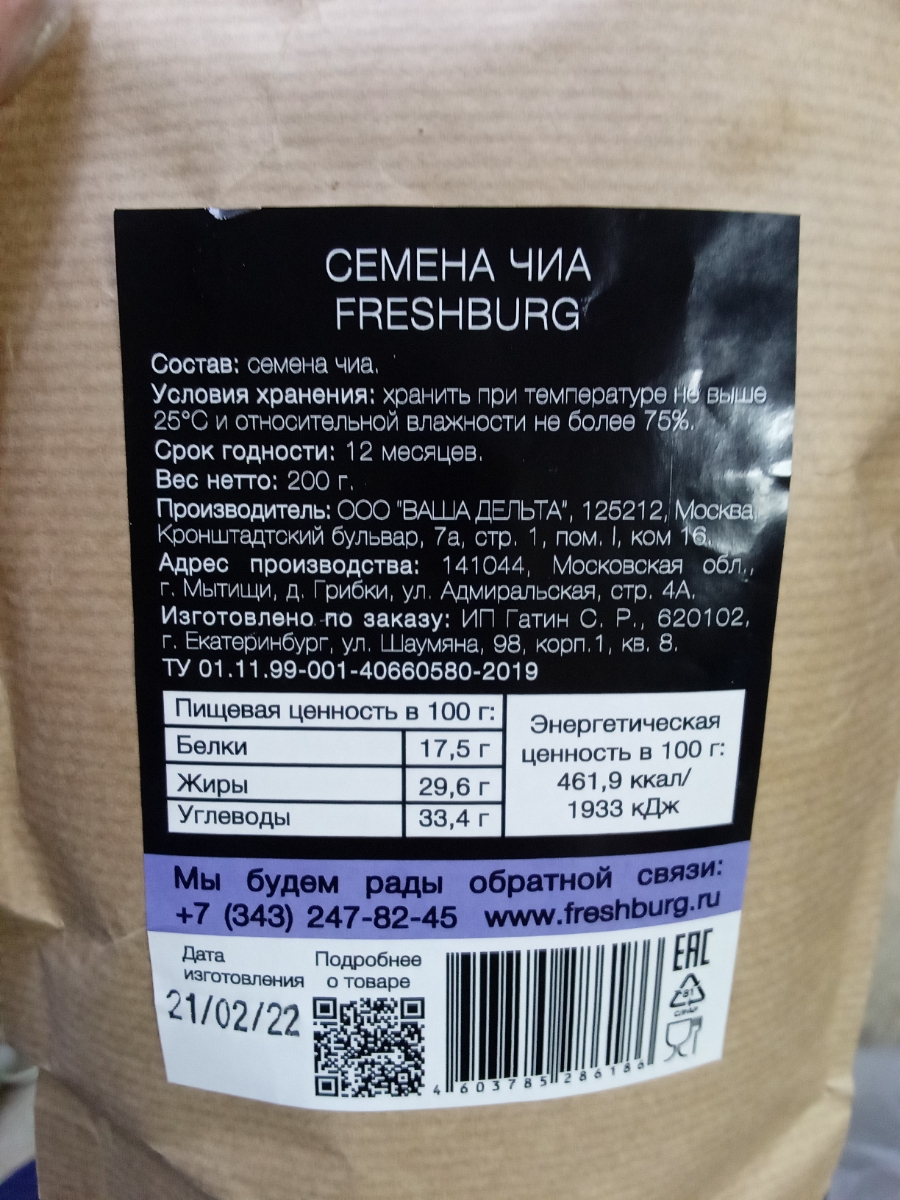 СЕМЕНА ЧИА
FRESHBURG
Состав: семена чиа.
Условия хранения: хранить при температуре не выше
25°С и относительной влажности не более 75%.
Срок годности: 12 месяцев.
Вес нетто: 200 г.
Производитель: ООО "ВАША ДЕЛЬТА", 125212, Москва,
Кронштадтский бульвар, 7а, стр. 1, пом. I, ком 16.
Адрес производства: 141044, Московская обл.,
г. Мытищи, д. Грибки, ул. Адмиральская, стр. 4А.
Изготовлено по заказу: ИП Гатин С. Р., 620102,
г. Екатеринбург, ул. Шаумяна, 98, корп.1, кв. 8.
ТУ 01.11.99-001-40660580-2019
Пищевая ценность в 100 г:
Белки 17,5 г
Жиры 29,6 г
Углеводы 33,4 г
Энергетическая
ценность в 100 г:
461,9 ккал/
1933 кДж
Мы будем рады обратной связи:
+7 (343) 247-82-45 www.freshburg.ru
Дата
изготовления
21/02/22
Подробнее
о товаре
4 603785 286186
EAC
81
C/PAP